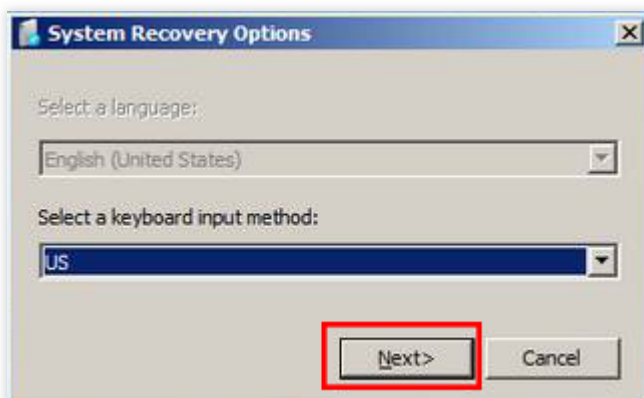 System Recovery Options
Select a language:
English (United States)
Select a keyboard input method:
US
Next>
Cancel